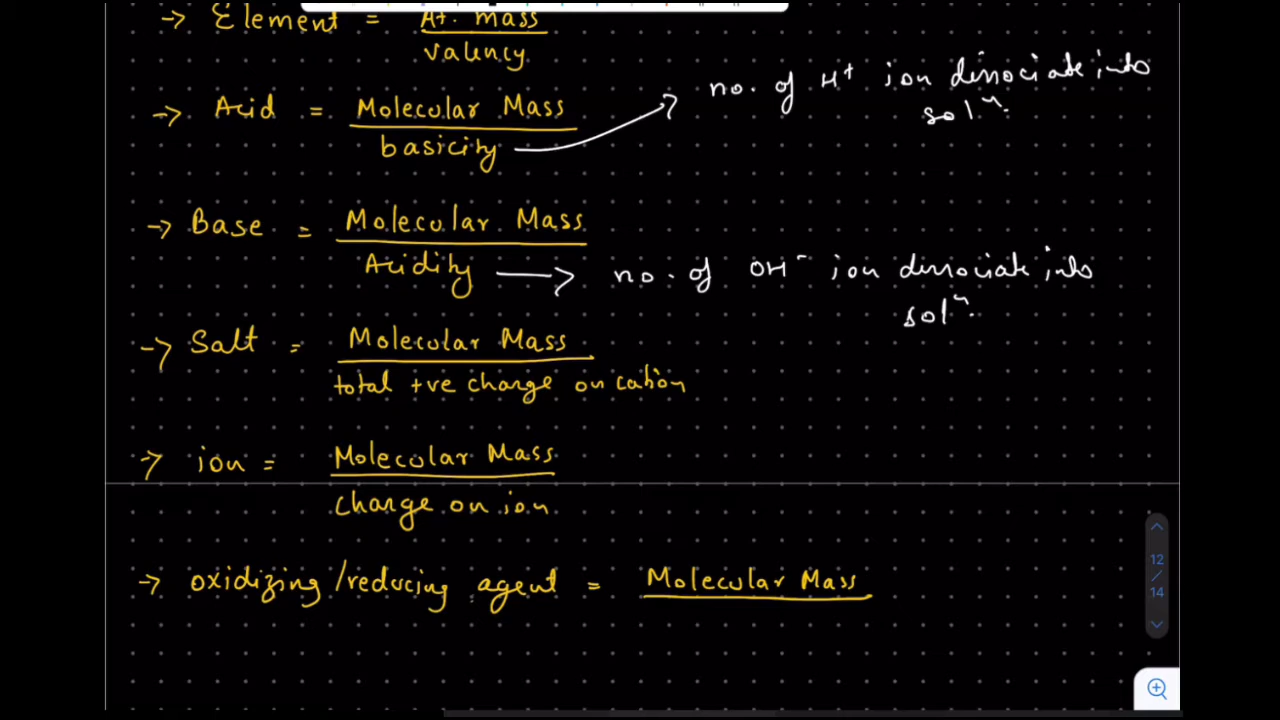 → Element = At. mass
valency
→ Acid = Molecular Mass
basicity → no. of H+ ion dissociate into
solⁿ.
→ Base = Molecular Mass
Acidity → no. of OH⁻ ion dissociate into
solⁿ.
→ Salt = Molecular Mass
total +ve charge on cation
→ ion = Molecular Mass
charge on ion
→ oxidizing/reducing agent = Molecular Mass
12
/
14